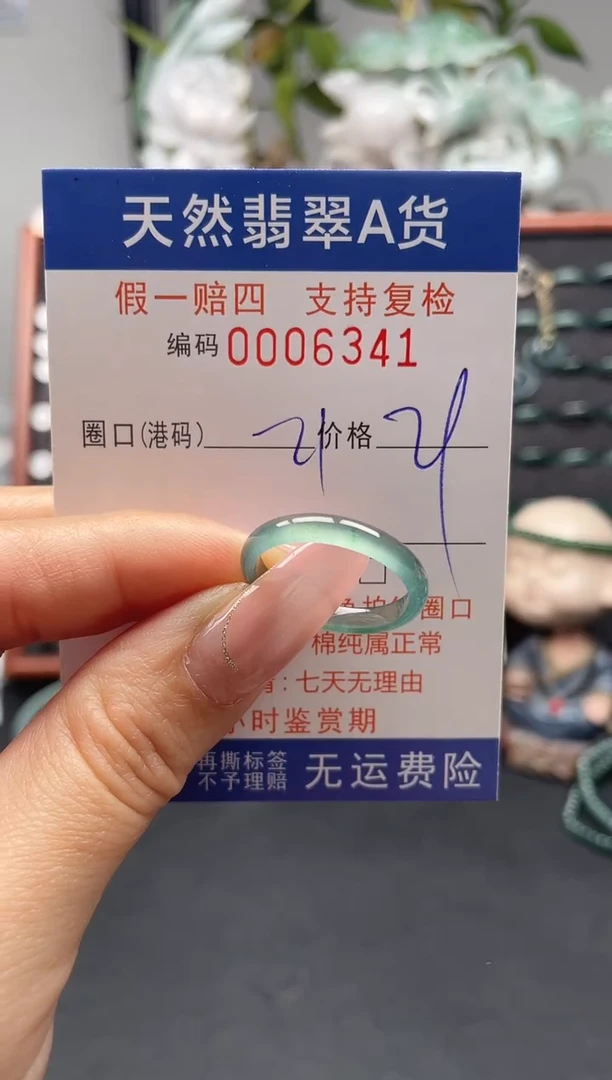 天然翡翠A货
假一赔四 支持复检
编码 0006341
圈口(港码) 21 价格
圈口
棉纯属正常
：七天无理由
小时鉴赏期
再撕标签
不予理赔 无运费险